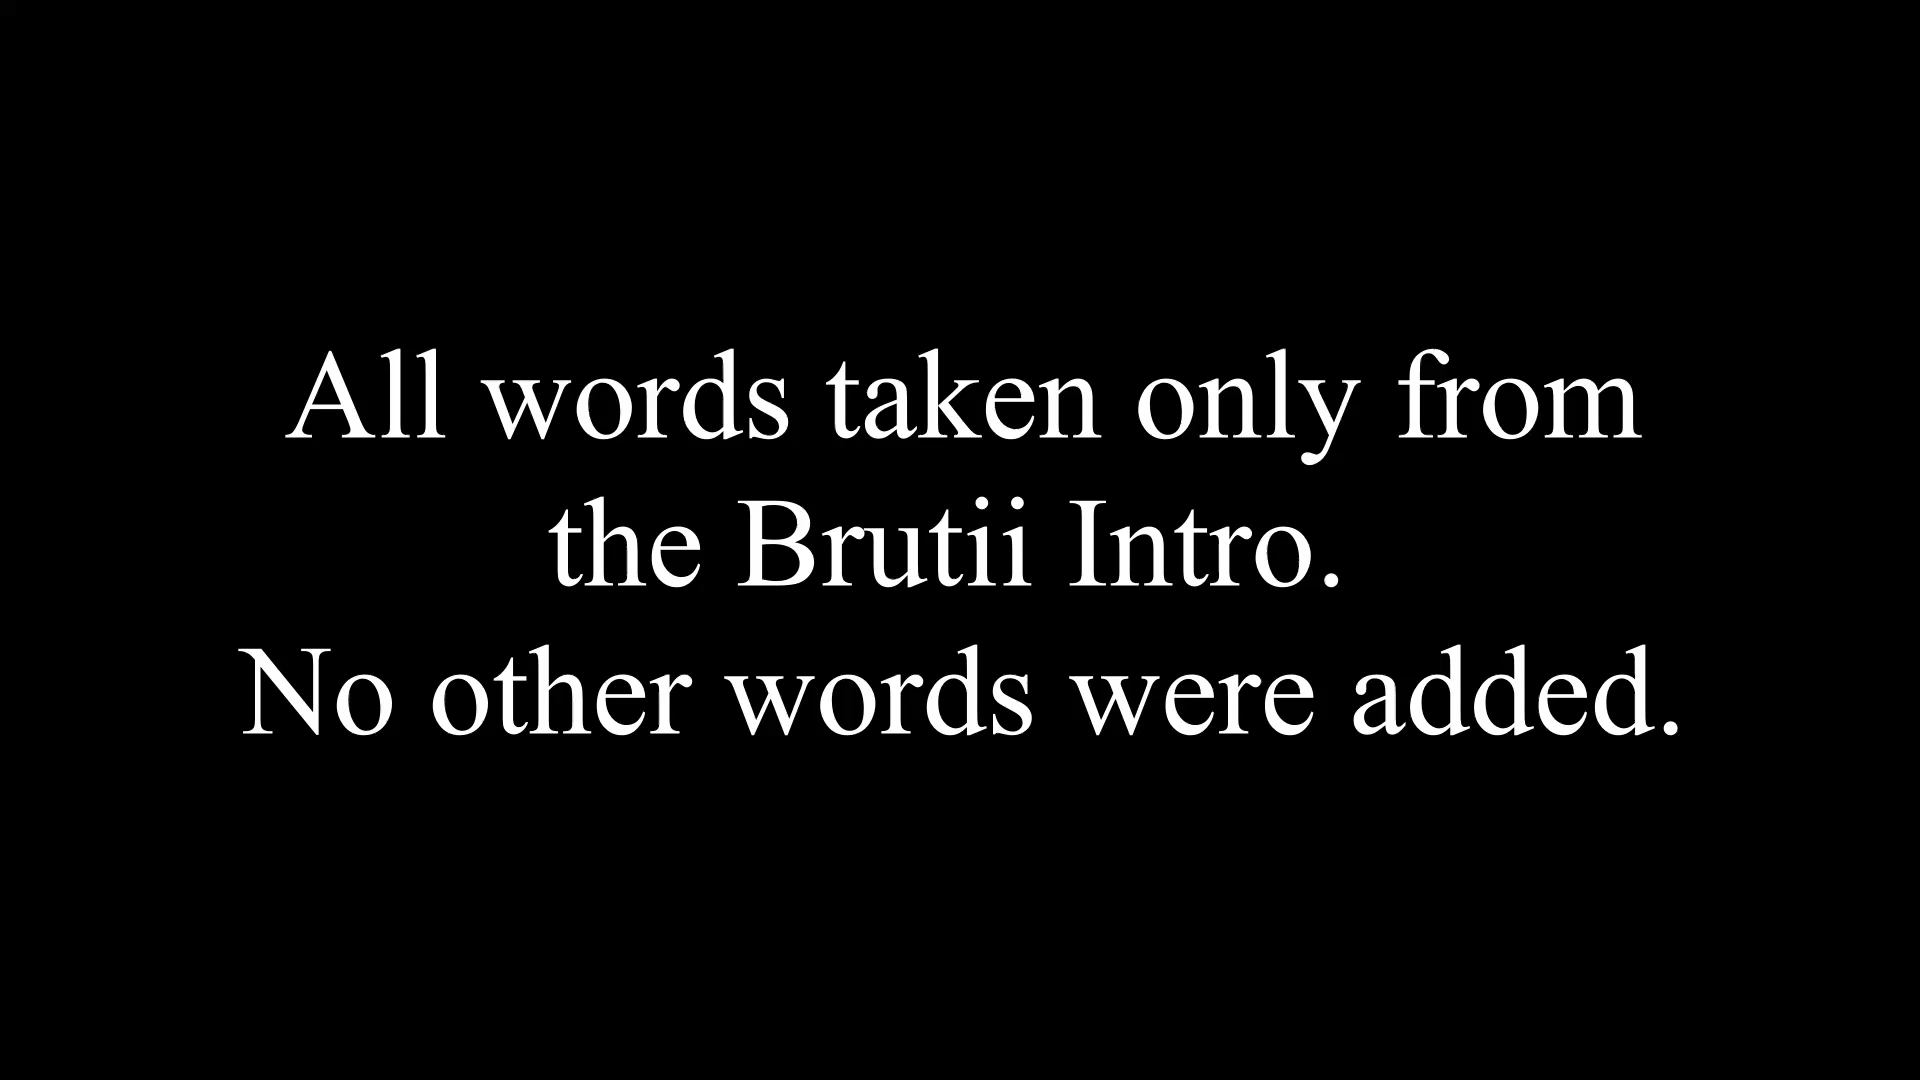 All words taken only from
the Brutii Intro.
No other words were added.